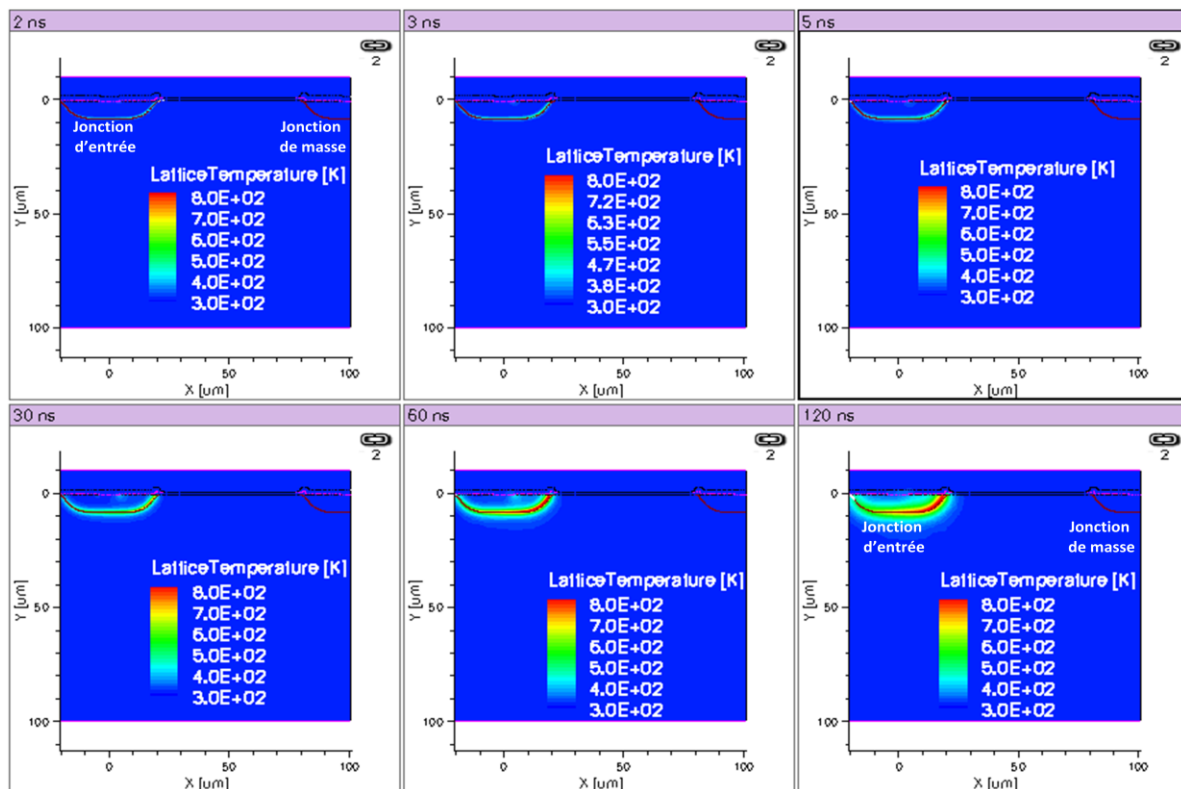 2 ns
2
0
Jonction
d'entrée
Jonction
de masse
LatticeTemperature [K]
8.0E+02
7.0E+02
6.0E+02
5.0E+02
4.0E+02
3.0E+02
50
100
Y [um]
0
50
100
X [um]
3 ns
2
0
LatticeTemperature [K]
8.0E+02
7.2E+02
6.3E+02
5.5E+02
4.7E+02
3.8E+02
3.0E+02
50
100
Y [um]
0
50
100
X [um]
5 ns
2
0
LatticeTemperature [K]
8.0E+02
7.0E+02
6.0E+02
5.0E+02
4.0E+02
3.0E+02
50
100
Y [um]
0
50
100
X [um]
30 ns
2
0
LatticeTemperature [K]
8.0E+02
7.0E+02
6.0E+02
5.0E+02
4.0E+02
3.0E+02
50
100
Y [um]
0
50
100
X [um]
60 ns
2
0
LatticeTemperature [K]
8.0E+02
7.0E+02
6.0E+02
5.0E+02
4.0E+02
3.0E+02
50
100
Y [um]
0
50
100
X [um]
120 ns
2
0
Jonction
d'entrée
Jonction
de masse
LatticeTemperature [K]
8.0E+02
7.0E+02
6.0E+02
5.0E+02
4.0E+02
3.0E+02
50
100
Y [um]
0
50
100
X [um]